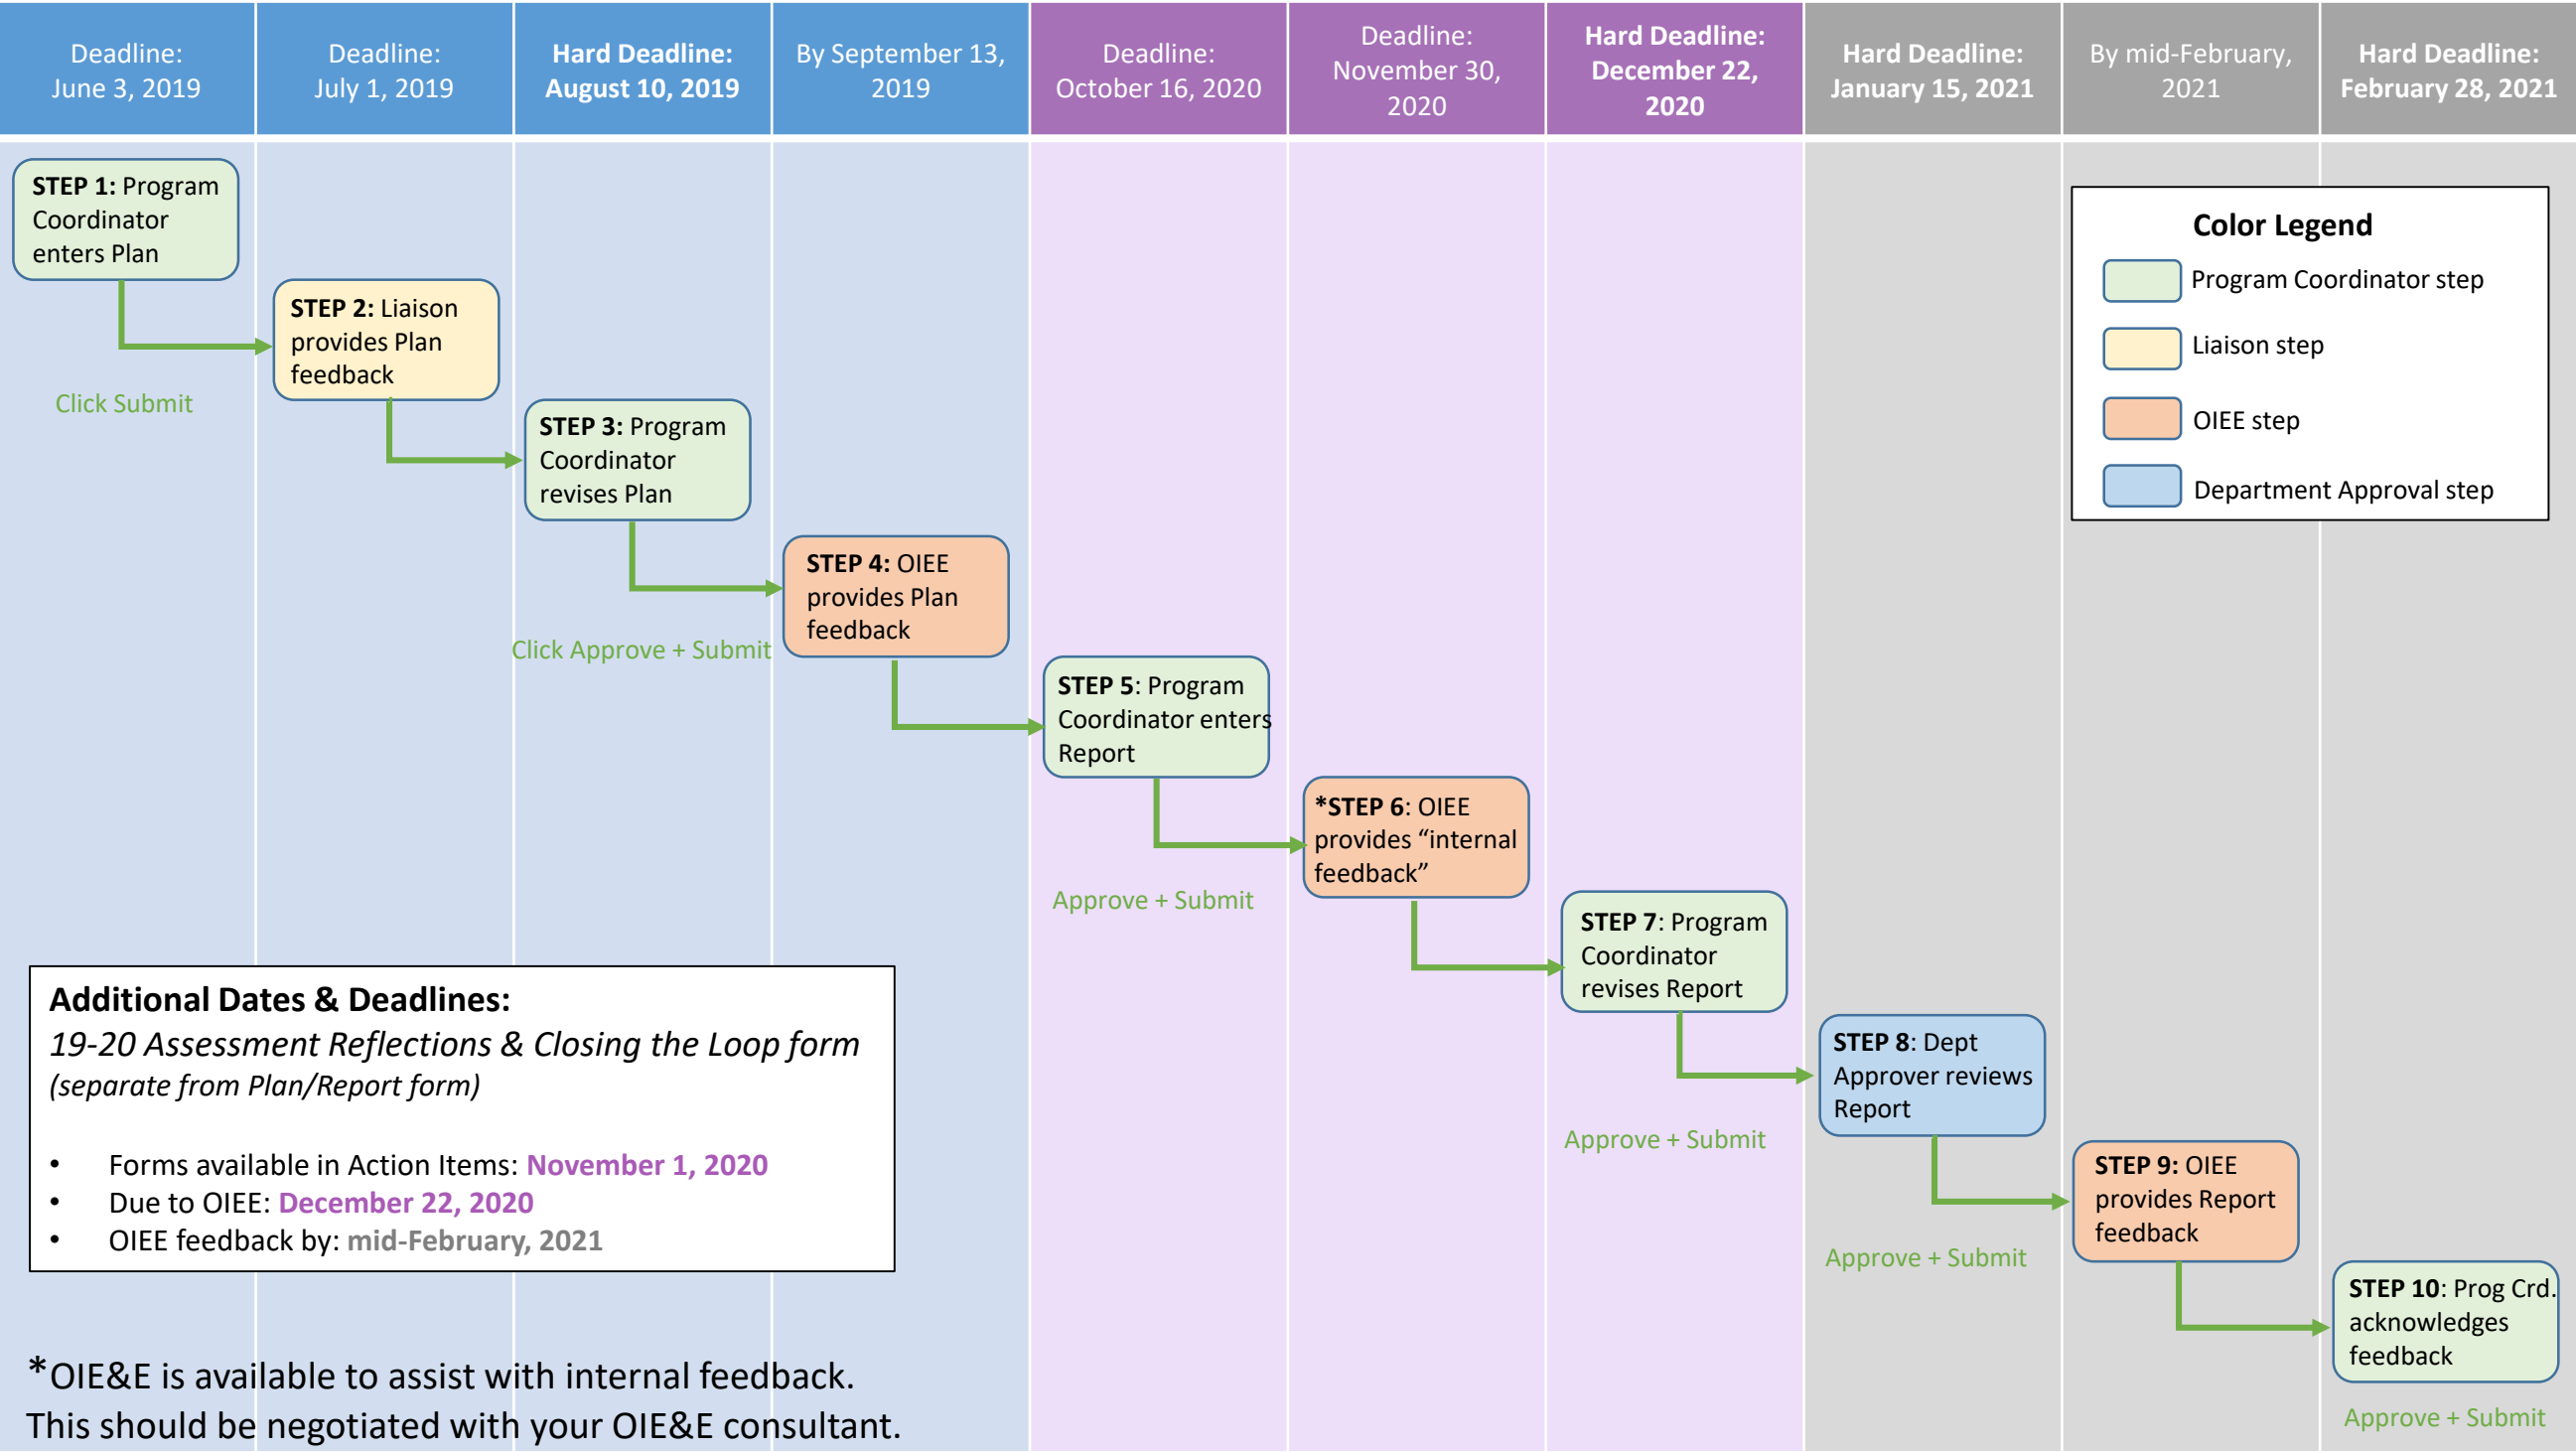 Deadline:
June 3, 2019
Deadline:
July 1, 2019
Hard Deadline:
August 10, 2019
By September 13,
2019
Deadline:
October 16, 2020
Deadline:
November 30,
2020
Hard Deadline:
December 22,
2020
Hard Deadline:
January 15, 2021
By mid-February,
2021
Hard Deadline:
February 28, 2021
STEP 1: Program
Coordinator
enters Plan
Click Submit
STEP 2: Liaison
provides Plan
feedback
STEP 3: Program
Coordinator
revises Plan
Click Approve + Submit
STEP 4: OIEE
provides Plan
feedback
STEP 5: Program
Coordinator enters
Report
Approve + Submit
*STEP 6: OIEE
provides “internal
feedback”
STEP 7: Program
Coordinator
revises Report
Approve + Submit
STEP 8: Dept
Approver reviews
Report
Approve + Submit
STEP 9: OIEE
provides Report
feedback
STEP 10: Prog Crd.
acknowledges
feedback
Approve + Submit
Color Legend
Program Coordinator step
Liaison step
OIEE step
Department Approval step
Additional Dates & Deadlines:
19-20 Assessment Reflections & Closing the Loop form
(separate from Plan/Report form)
• Forms available in Action Items: November 1, 2020
• Due to OIEE: December 22, 2020
• OIEE feedback by: mid-February, 2021
*OIE&E is available to assist with internal feedback.
This should be negotiated with your OIE&E consultant.